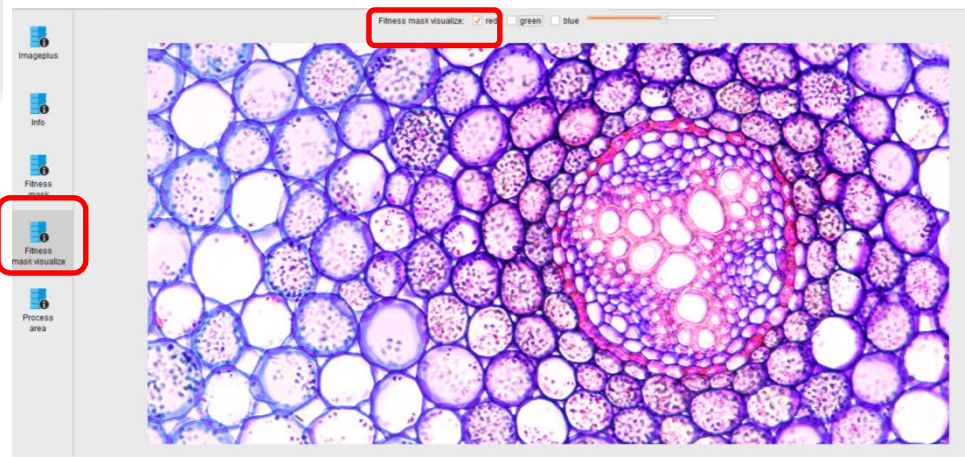 Fitness mask visualize: red green blue
Imageplus
Info
Fitness
mask
Fitness
mask visualize
Process
area